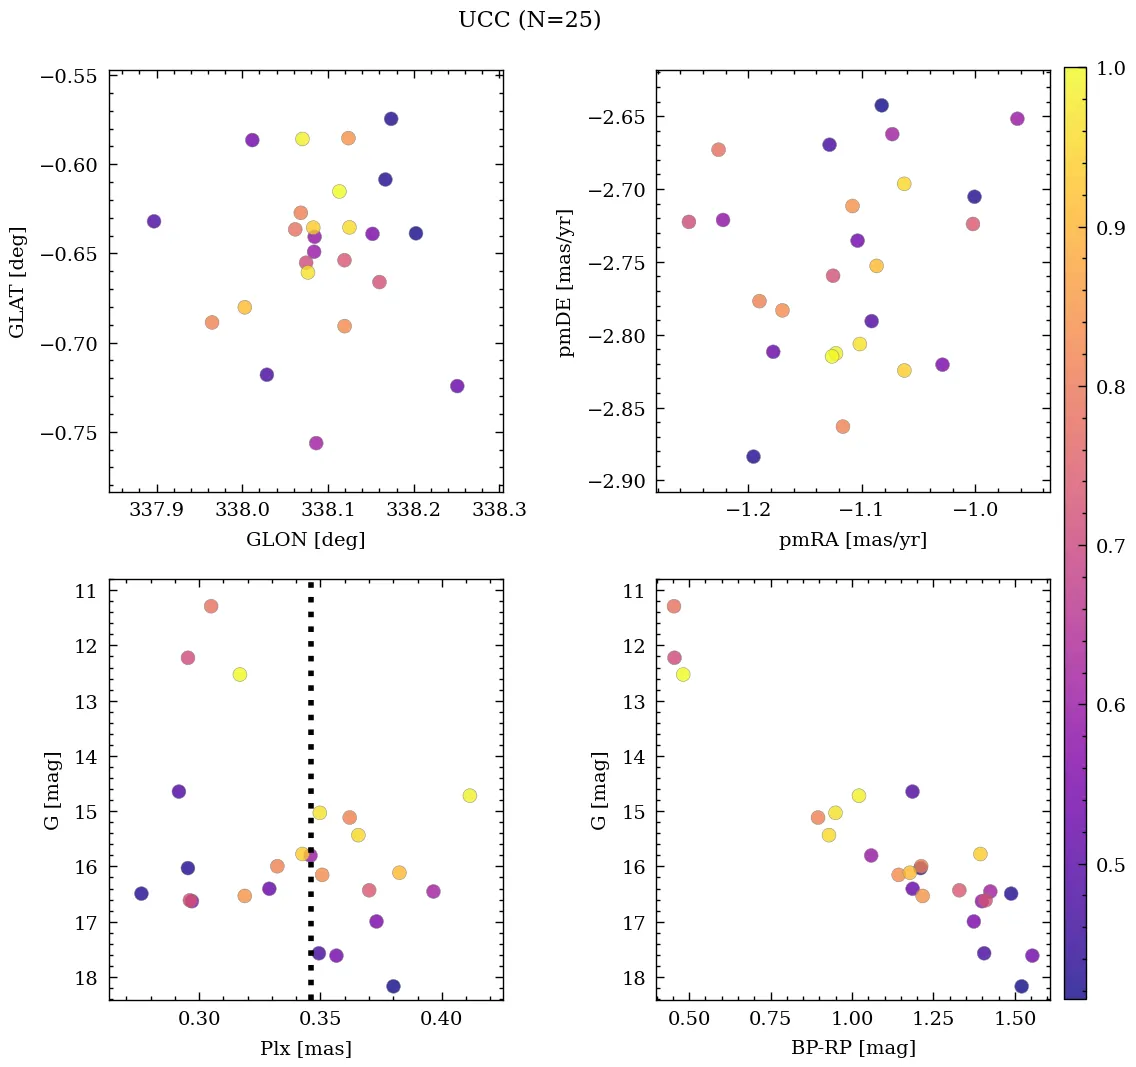 UCC (N=25)
−0.55
−0.60
−0.65
−0.70
−0.75
GLAT [deg]
337.9 338.0 338.1 338.2 338.3
GLON [deg]
−2.65
−2.70
−2.75
−2.80
−2.85
−2.90
pmDE [mas/yr]
−1.2 −1.1 −1.0
pmRA [mas/yr]
11
12
13
14
15
16
17
18
G [mag]
0.30 0.35 0.40
Plx [mas]
11
12
13
14
15
16
17
18
G [mag]
0.50 0.75 1.00 1.25 1.50
BP-RP [mag]
1.0
0.9
0.8
0.7
0.6
0.5